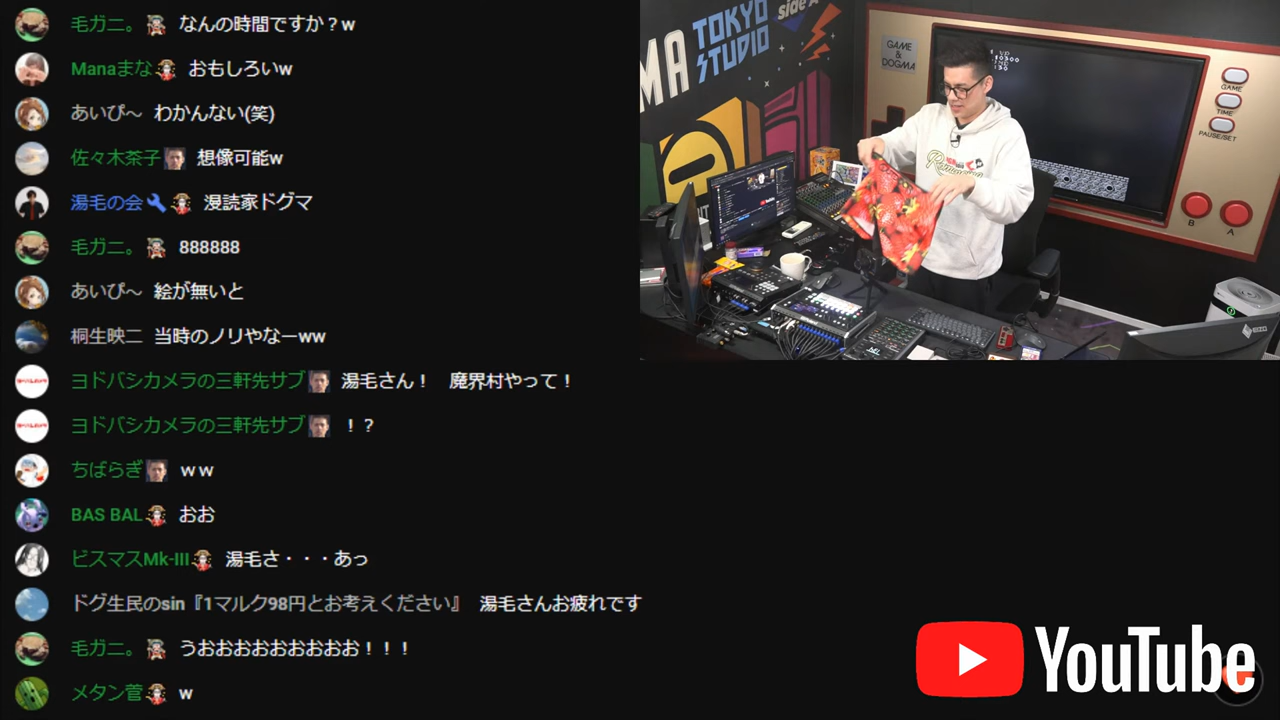 毛ガニ。 なんの時間ですか？w
Manaまな おもしろいw
あいぴ～ わかんない(笑)
佐々木茶子 想像可能w
湯毛の会 漫誌家ドグマ
毛ガニ。 888888
あいぴ～ 絵が無いと
桐生映二 当時のノリやなーww
ヨドバシカメラの三軒先サブ 湯毛さん！ 魔界村やって！
ヨドバシカメラの三軒先サブ ！？
ちばらぎ ｗｗ
BAS BAL おお
ビスマスMk-III 湯毛さ・・・あっ
ドグ生民のsin『1マルク98円とお考えください』 湯毛さんお疲れです
毛ガニ。 うおおおおおおおおお！！！
メタン菅 w
TOKYO
STUDIO
side A
GAME
&
DOGMA
GAME
TIME
PAUSE/SET
B
A
YouTube